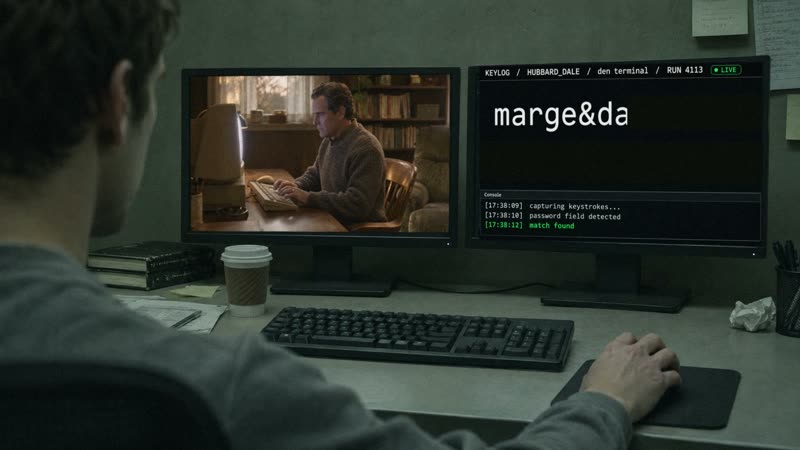 KEYLOG / HUBBARD_DALE / den terminal / RUN 4113 LIVE
marge&da
Console
[17:38:09] capturing keystrokes...
[17:38:10] password field detected
[17:38:12] match found